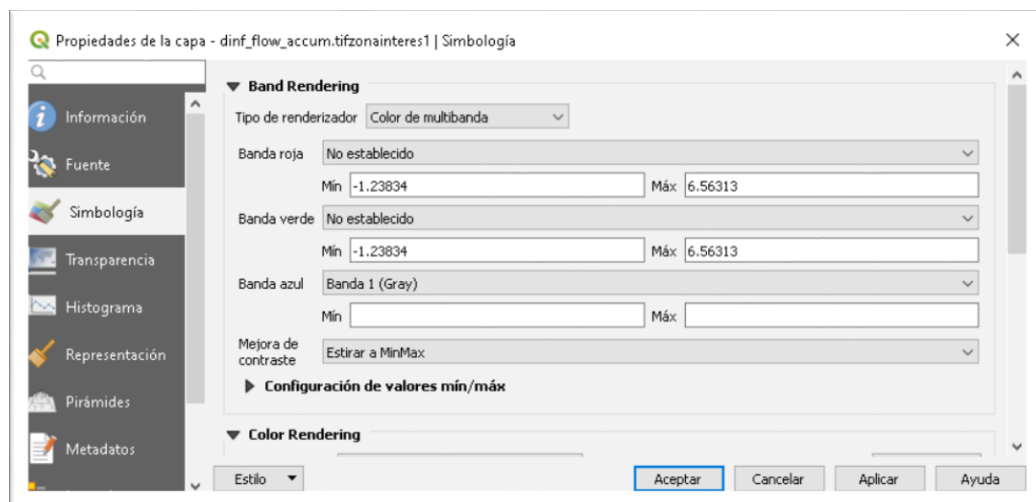 Propiedades de la capa - dinf_flow_accum.tifzonainteres1 | Simbología
Información
Fuente
Simbología
Transparencia
Histograma
Representación
Pirámides
Metadatos
Band Rendering
Tipo de renderizador Color de multibanda
Banda roja No establecido
Mín -1.23834 Máx 6.56313
Banda verde No establecido
Mín -1.23834 Máx 6.56313
Banda azul Banda 1 (Gray)
Mín Máx
Mejora de
contraste
Estirar a MinMax
Configuración de valores mín/máx
Color Rendering
Estilo Aceptar Cancelar Aplicar Ayuda